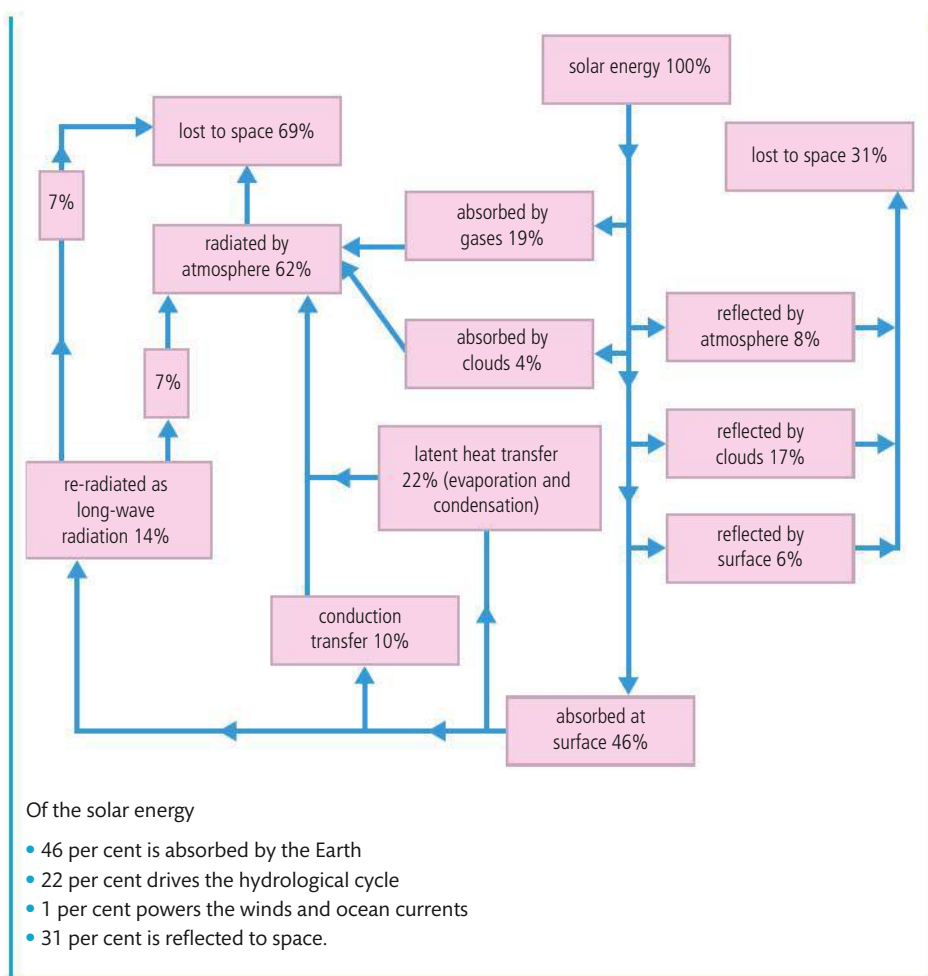 solar energy 100%
lost to space 69%
lost to space 31%
7%
absorbed by
gases 19%
radiated by
atmosphere 62%
reflected by
atmosphere 8%
absorbed by
clouds 4%
7%
reflected by
clouds 17%
latent heat transfer
22% (evaporation and
condensation)
re-radiated as
long-wave
radiation 14%
reflected by
surface 6%
conduction
transfer 10%
absorbed at
surface 46%
Of the solar energy
• 46 per cent is absorbed by the Earth
• 22 per cent drives the hydrological cycle
• 1 per cent powers the winds and ocean currents
• 31 per cent is reflected to space.